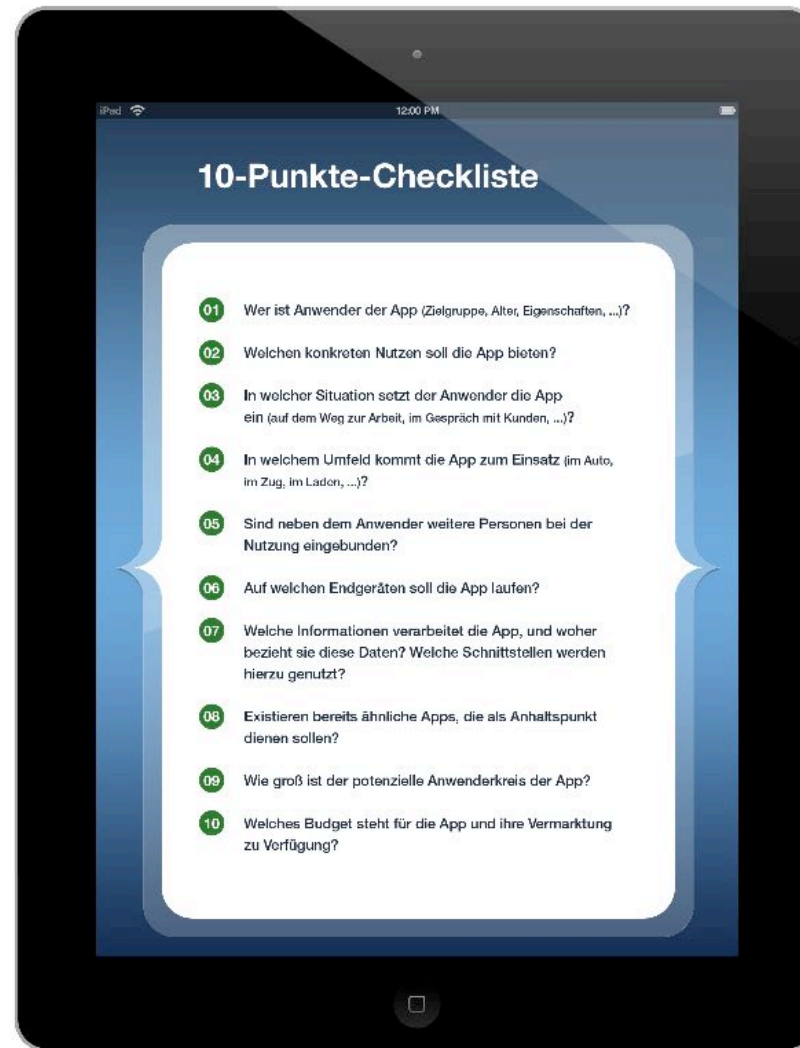 iPad
12:00 PM
10-Punkte-Checkliste
01 Wer ist Anwender der App (Zielgruppe, Alter, Eigenschaften, ...)?
02 Welchen konkreten Nutzen soll die App bieten?
03 In welcher Situation setzt der Anwender die App
ein (auf dem Weg zur Arbeit, im Gespräch mit Kunden, ...)?
04 In welchem Umfeld kommt die App zum Einsatz (im Auto,
im Zug, im Laden, ...)?
05 Sind neben dem Anwender weitere Personen bei der
Nutzung eingebunden?
06 Auf welchen Endgeräten soll die App laufen?
07 Welche Informationen verarbeitet die App, und woher
bezieht sie diese Daten? Welche Schnittstellen werden
hierzu genutzt?
08 Existieren bereits ähnliche Apps, die als Anhaltspunkt
dienen sollen?
09 Wie groß ist der potenzielle Anwenderkreis der App?
10 Welches Budget steht für die App und ihre Vermarktung
zu Verfügung?